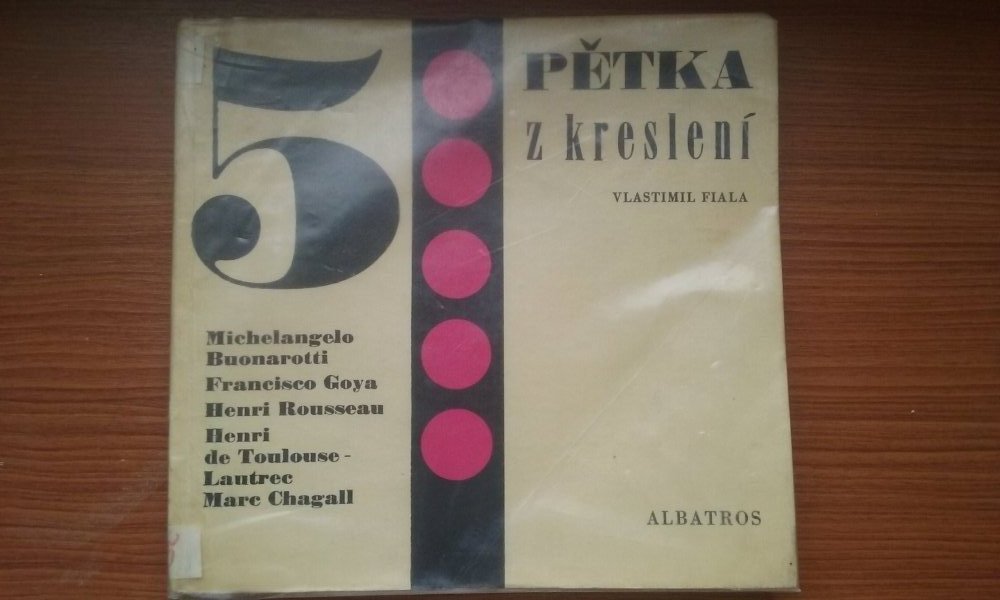 5
PĚTKA
z kreslení
VLASTIMIL FIALA
Michelangelo
Buonarotti
Francisco Goya
Henri Rousseau
Henri
de Toulouse-
Lautrec
Marc Chagall
ALBATROS